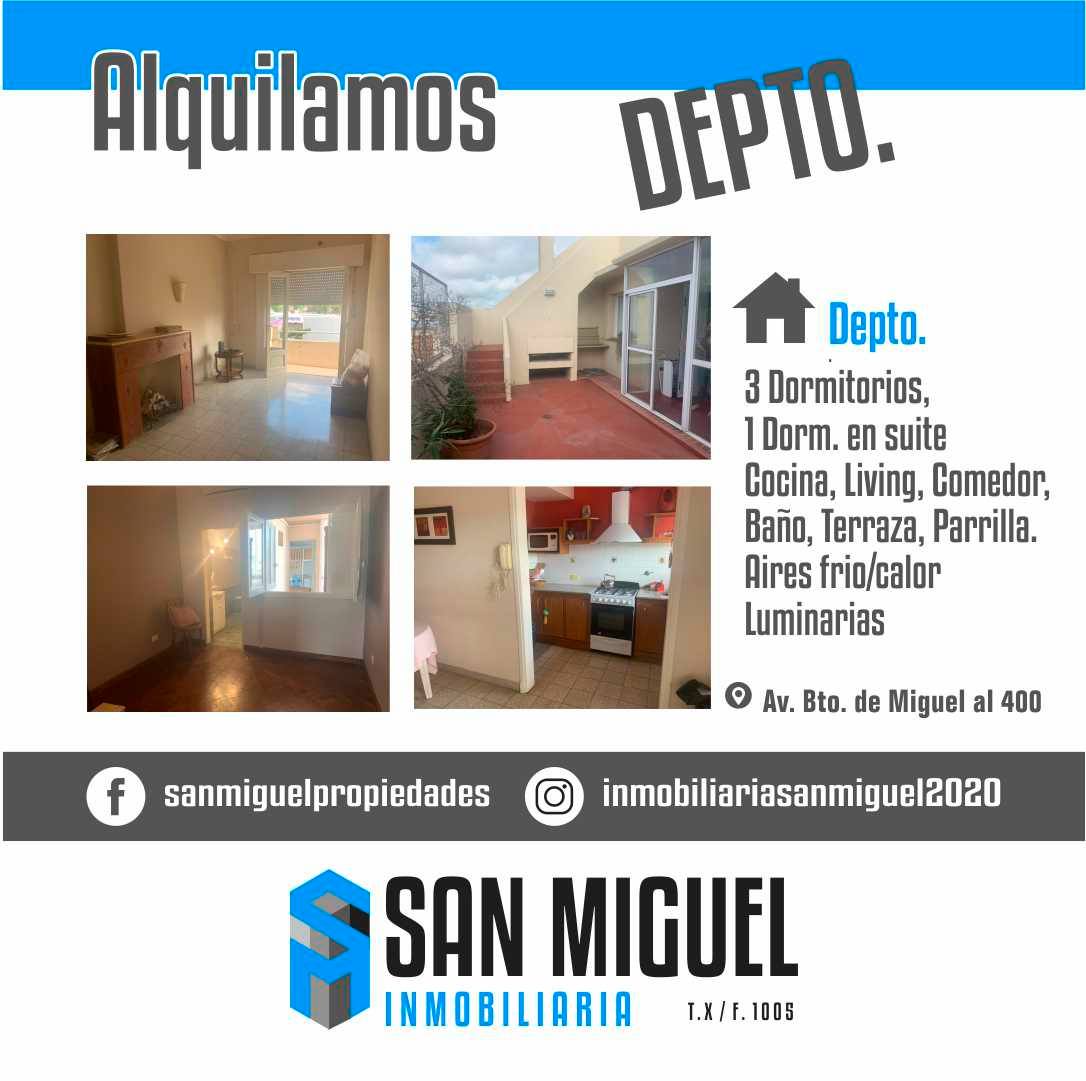 Alquilamos
DEPTO.
Depto.
3 Dormitorios,
1 Dorm. en suite
Cocina, Living, Comedor,
Baño, Terraza, Parrilla.
Aires frio/calor
Luminarias
Av. Bto. de Miguel al 400
sanmiguelpropiedades
inmobiliariasanmiguel2020
SAN MIGUEL
INMOBILIARIA
T.X / F. 1005